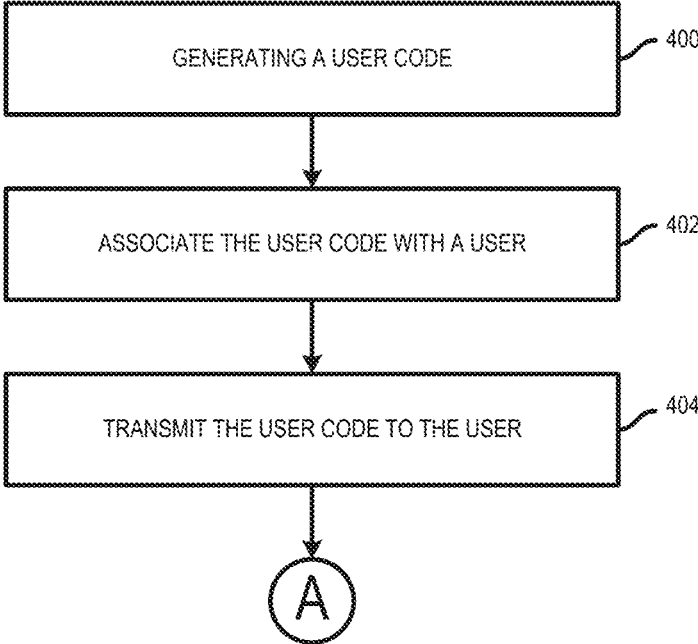 GENERATING A USER CODE
400
ASSOCIATE THE USER CODE WITH A USER
402
TRANSMIT THE USER CODE TO THE USER
404
A